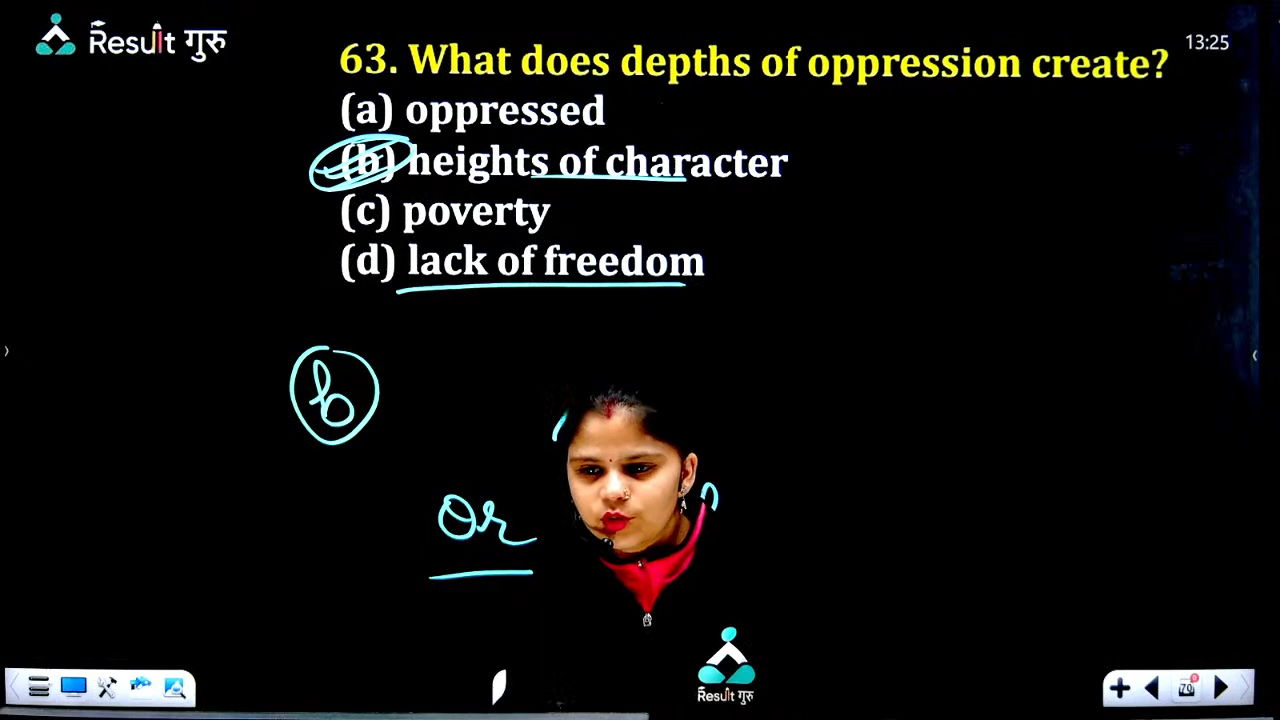 Result गुरु
13:25
63. What does depths of oppression create?
(a) oppressed
(b) heights of character
(c) poverty
(d) lack of freedom
b
or
70
Result गुरु